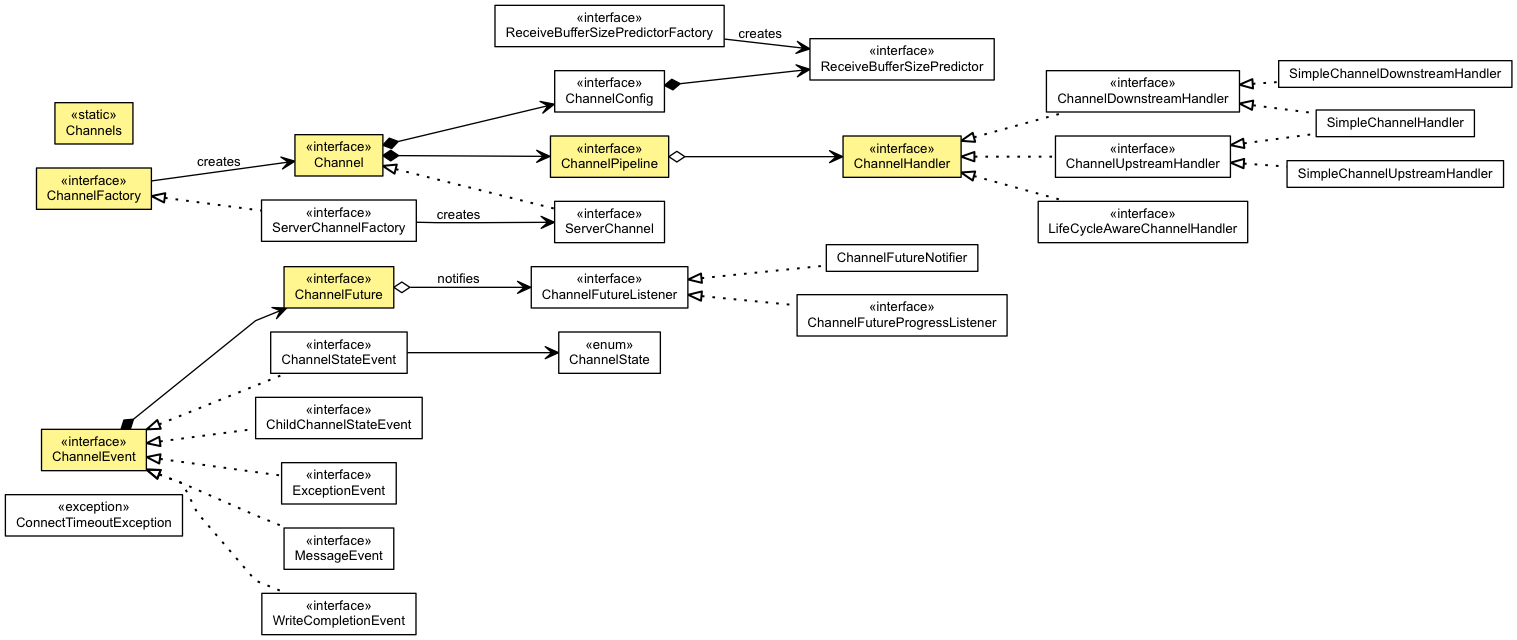 «interface»
ReceiveBufferSizePredictorFactory
creates
«interface»
ReceiveBufferSizePredictor
«interface»
ChannelConfig
«interface»
ChannelDownstreamHandler
SimpleChannelDownstreamHandler
«static»
Channels
SimpleChannelHandler
«interface»
Channel
«interface»
ChannelPipeline
«interface»
ChannelHandler
«interface»
ChannelUpstreamHandler
creates
SimpleChannelUpstreamHandler
«interface»
ChannelFactory
«interface»
ServerChannelFactory
creates
«interface»
ServerChannel
«interface»
LifeCycleAwareChannelHandler
ChannelFutureNotifier
«interface»
ChannelFuture
notifies
«interface»
ChannelFutureListener
«interface»
ChannelFutureProgressListener
«interface»
ChannelStateEvent
«enum»
ChannelState
«interface»
ChildChannelStateEvent
«interface»
ChannelEvent
«interface»
ExceptionEvent
«exception»
ConnectTimeoutException
«interface»
MessageEvent
«interface»
WriteCompletionEvent